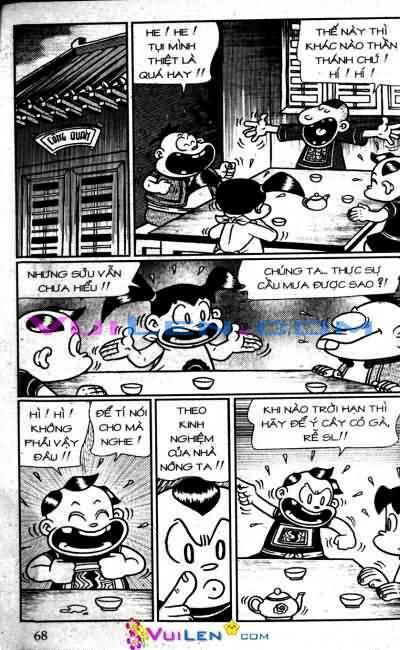 HE! HE!
TỤI MÌNH
THIỆT LÀ
QUÁ HAY!!
THẾ NÀY THÌ
KHÁC NÀO THẦN
THÁNH CHỨ!
HÍ! HÍ!
CÔNG QUÁN
NHƯNG SỬU VẪN
CHƯA HIỂU!!
CHÚNG TA... THỰC SỰ
CẦU MƯA ĐƯỢC SAO?!
VUILEN.COM
HÌ! HÌ!
KHÔNG
PHẢI VẬY
ĐÂU!!
ĐỂ TÍ NÓI
CHO MÀ
NGHE!
THEO
KINH
NGHIỆM
CỦA NHÀ
NÔNG TA!!
KHI NÀO TRỜI HẠN THÌ
HÃY ĐỂ Ý CÂY CỎ GÀ,
RỄ SI..!!
68
VUILEN.COM